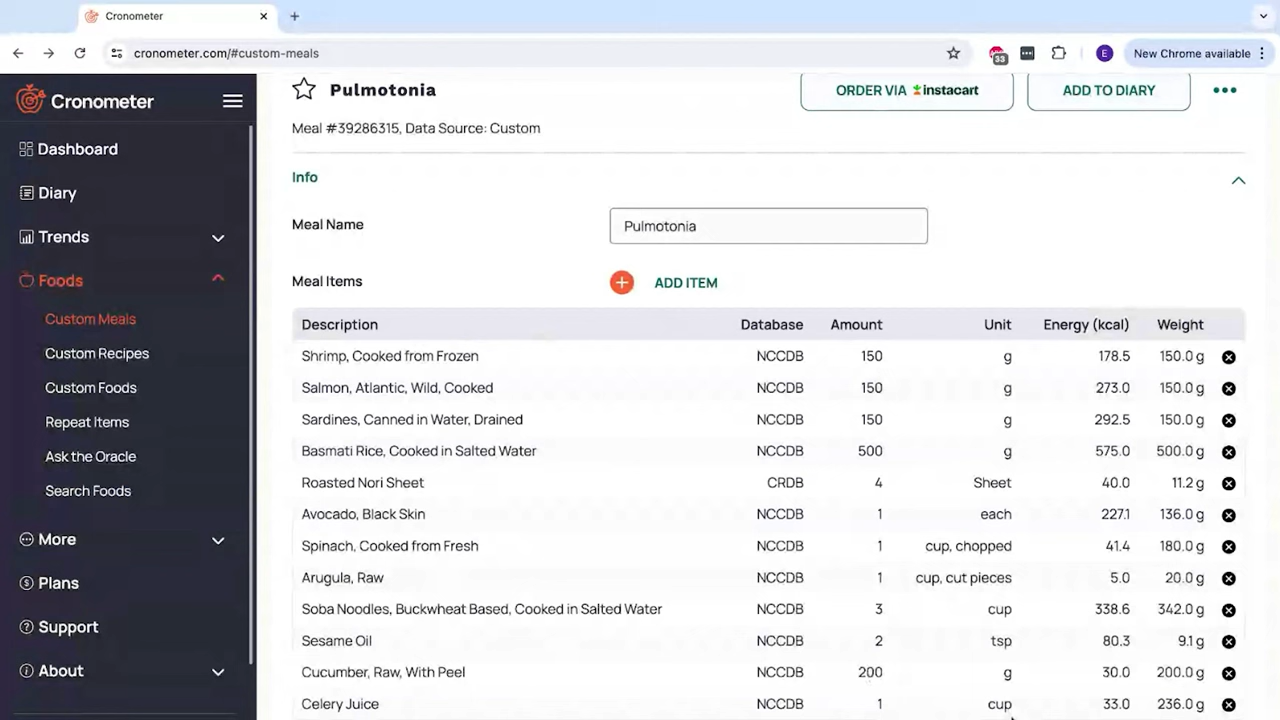 Cronometer
cronometer.com/#custom-meals
33
E
New Chrome available
Cronometer
Dashboard
Diary
Trends
Foods
Custom Meals
Custom Recipes
Custom Foods
Repeat Items
Ask the Oracle
Search Foods
More
Plans
Support
About
Pulmotonia
ORDER VIA instacart
ADD TO DIARY
Meal #39286315, Data Source: Custom
Info
Meal Name
Pulmotonia
Meal Items
ADD ITEM
Description Database Amount Unit Energy (kcal) Weight
Shrimp, Cooked from Frozen NCCDB 150 g 178.5 150.0 g
Salmon, Atlantic, Wild, Cooked NCCDB 150 g 273.0 150.0 g
Sardines, Canned in Water, Drained NCCDB 150 g 292.5 150.0 g
Basmati Rice, Cooked in Salted Water NCCDB 500 g 575.0 500.0 g
Roasted Nori Sheet CRDB 4 Sheet 40.0 11.2 g
Avocado, Black Skin NCCDB 1 each 227.1 136.0 g
Spinach, Cooked from Fresh NCCDB 1 cup, chopped 41.4 180.0 g
Arugula, Raw NCCDB 1 cup, cut pieces 5.0 20.0 g
Soba Noodles, Buckwheat Based, Cooked in Salted Water NCCDB 3 cup 338.6 342.0 g
Sesame Oil NCCDB 2 tsp 80.3 9.1 g
Cucumber, Raw, With Peel NCCDB 200 g 30.0 200.0 g
Celery Juice NCCDB 1 cup 33.0 236.0 g